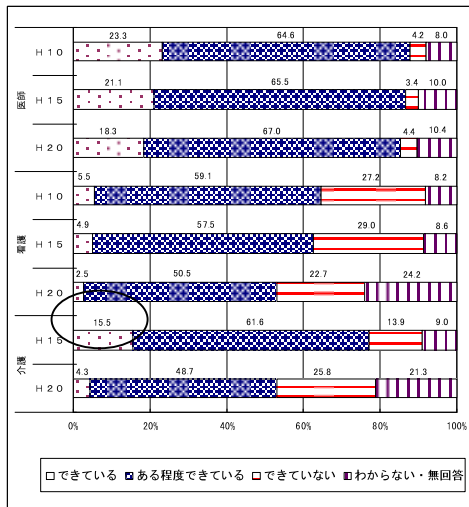 23.3 64.6 4.2 8.0
H10
21.1 65.5 3.4 10.0
医師 H15
18.3 67.0 4.4 10.4
H20
5.5 59.1 27.2 8.2
H10
4.9 57.5 29.0 8.6
看護 H15
2.5 50.5 22.7 24.2
H20
15.5 61.6 13.9 9.0
H15
介護
4.3 48.7 25.8 21.3
H20
0% 20% 40% 60% 80% 100%
できている ある程度できている できていない わからない・無回答